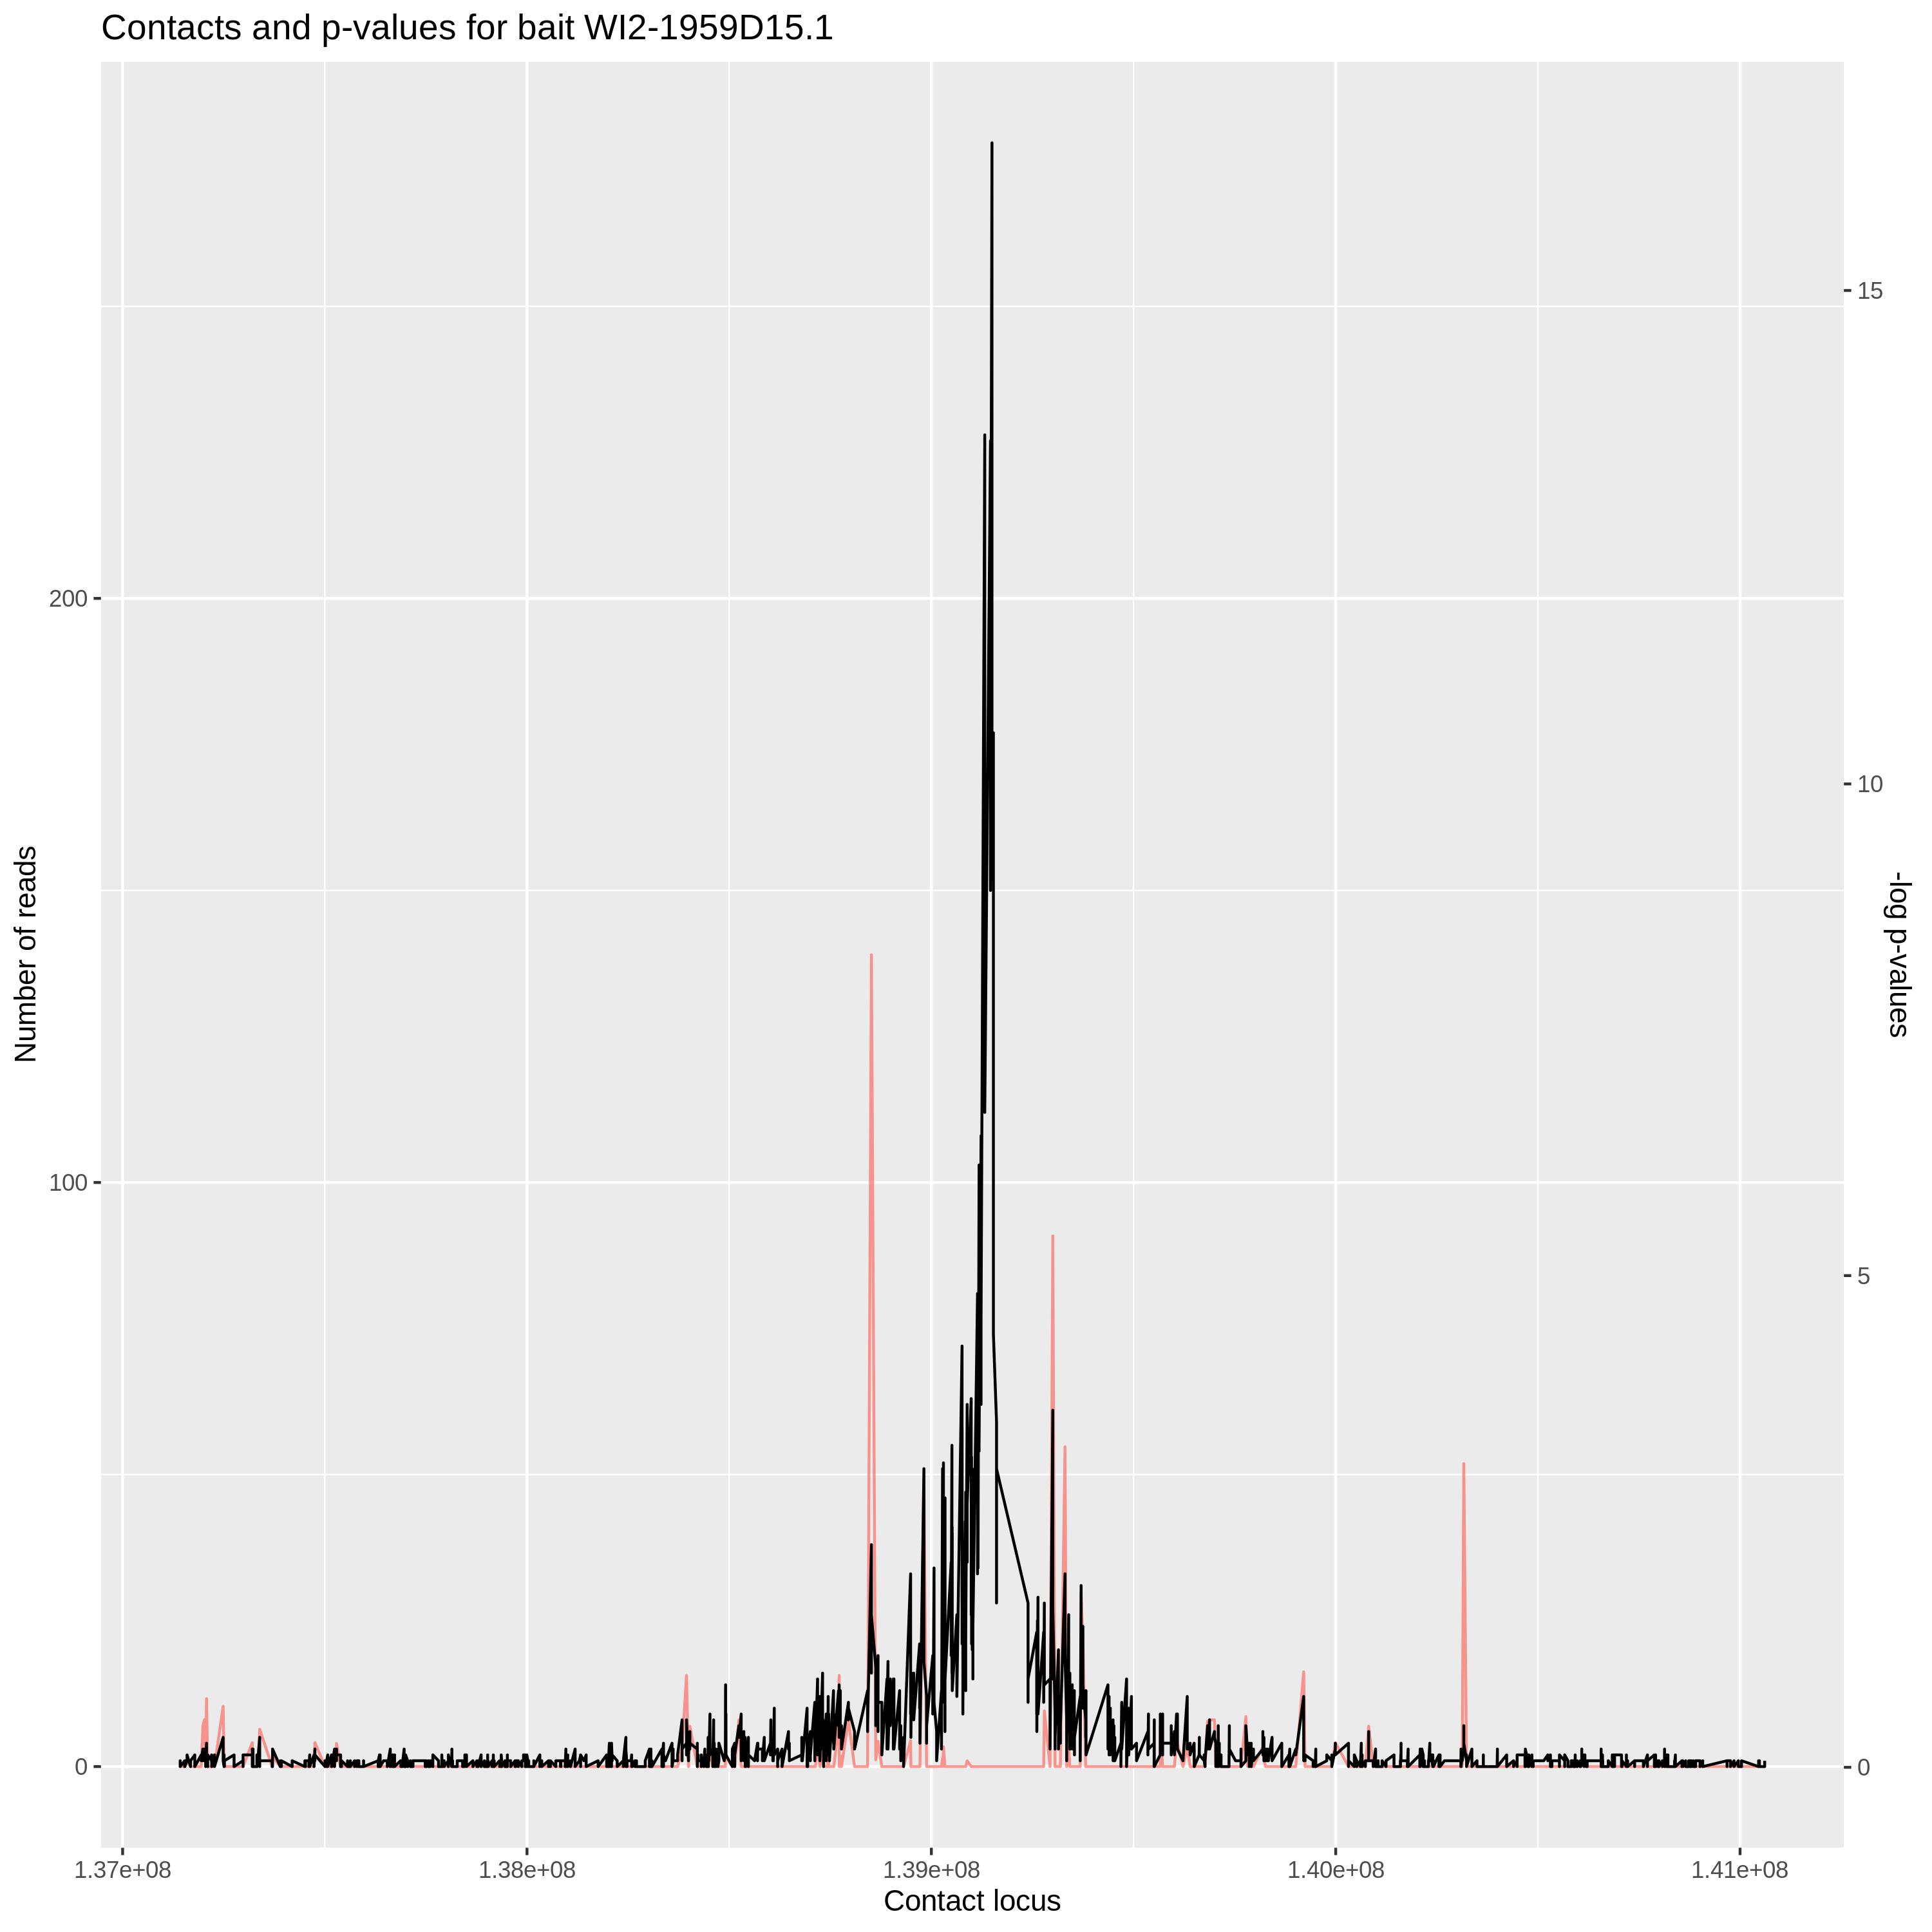 Contacts and p-values for bait WI2-1959D15.1
Number of reads
200
100
0
15
10
5
0
-log p-values
1.37e+08 1.38e+08 1.39e+08 1.40e+08 1.41e+08
Contact locus